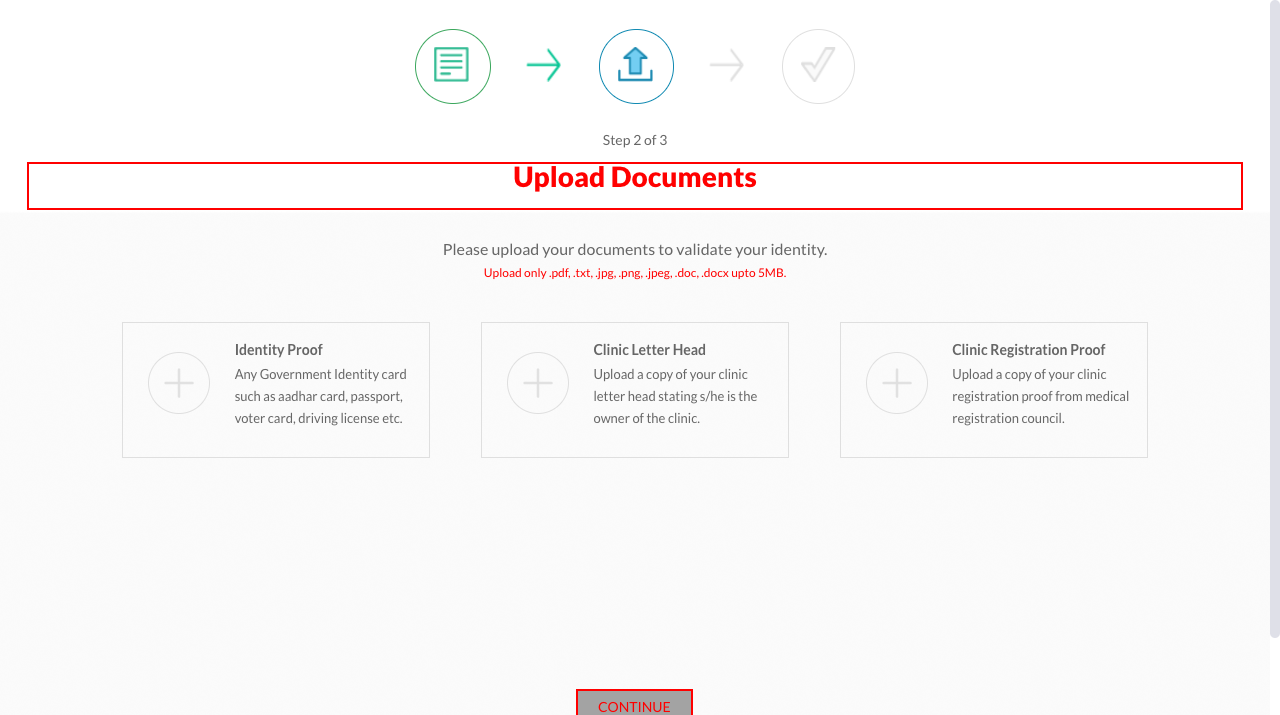 Step 2 of 3
Upload Documents
Please upload your documents to validate your identity.
Upload only .pdf, .txt, .jpg, .png, .jpeg, .doc, .docx upto 5MB.
Identity Proof
Any Government Identity card
such as aadhar card, passport,
voter card, driving license etc.
Clinic Letter Head
Upload a copy of your clinic
letter head stating s/he is the
owner of the clinic.
Clinic Registration Proof
Upload a copy of your clinic
registration proof from medical
registration council.
CONTINUE